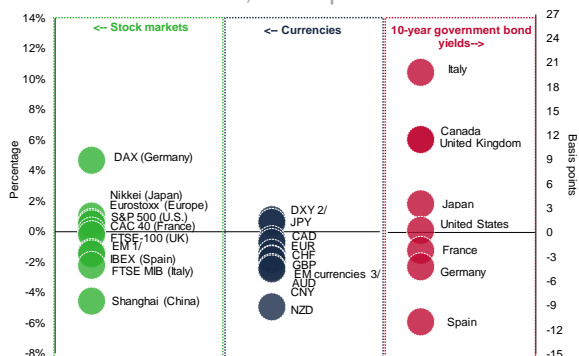 14%
12%
10%
8%
6%
4%
2%
0%
-2%
-4%
-6%
-8%
Percentage
<-- Stock markets
DAX (Germany)
Nikkei (Japan)
Eurostoxx (Europe)
S&P 500 (U.S.)
CAC 40 (France)
FTSE-100 (UK)
EM 1/
IBEX (Spain)
FTSE MIB (Italy)
Shanghai (China)
<-- Currencies
DXY 2/
JPY
CAD
EUR
CHF
GBP
EM currencies 3/
AUD
CNY
NZD
10-year government bond
yields-->
Italy
Canada
United Kingdom
Japan
United States
France
Germany
Spain
27
24
21
18
15
12
9
6
3
0
-3
-6
-9
-12
-15
Basis points